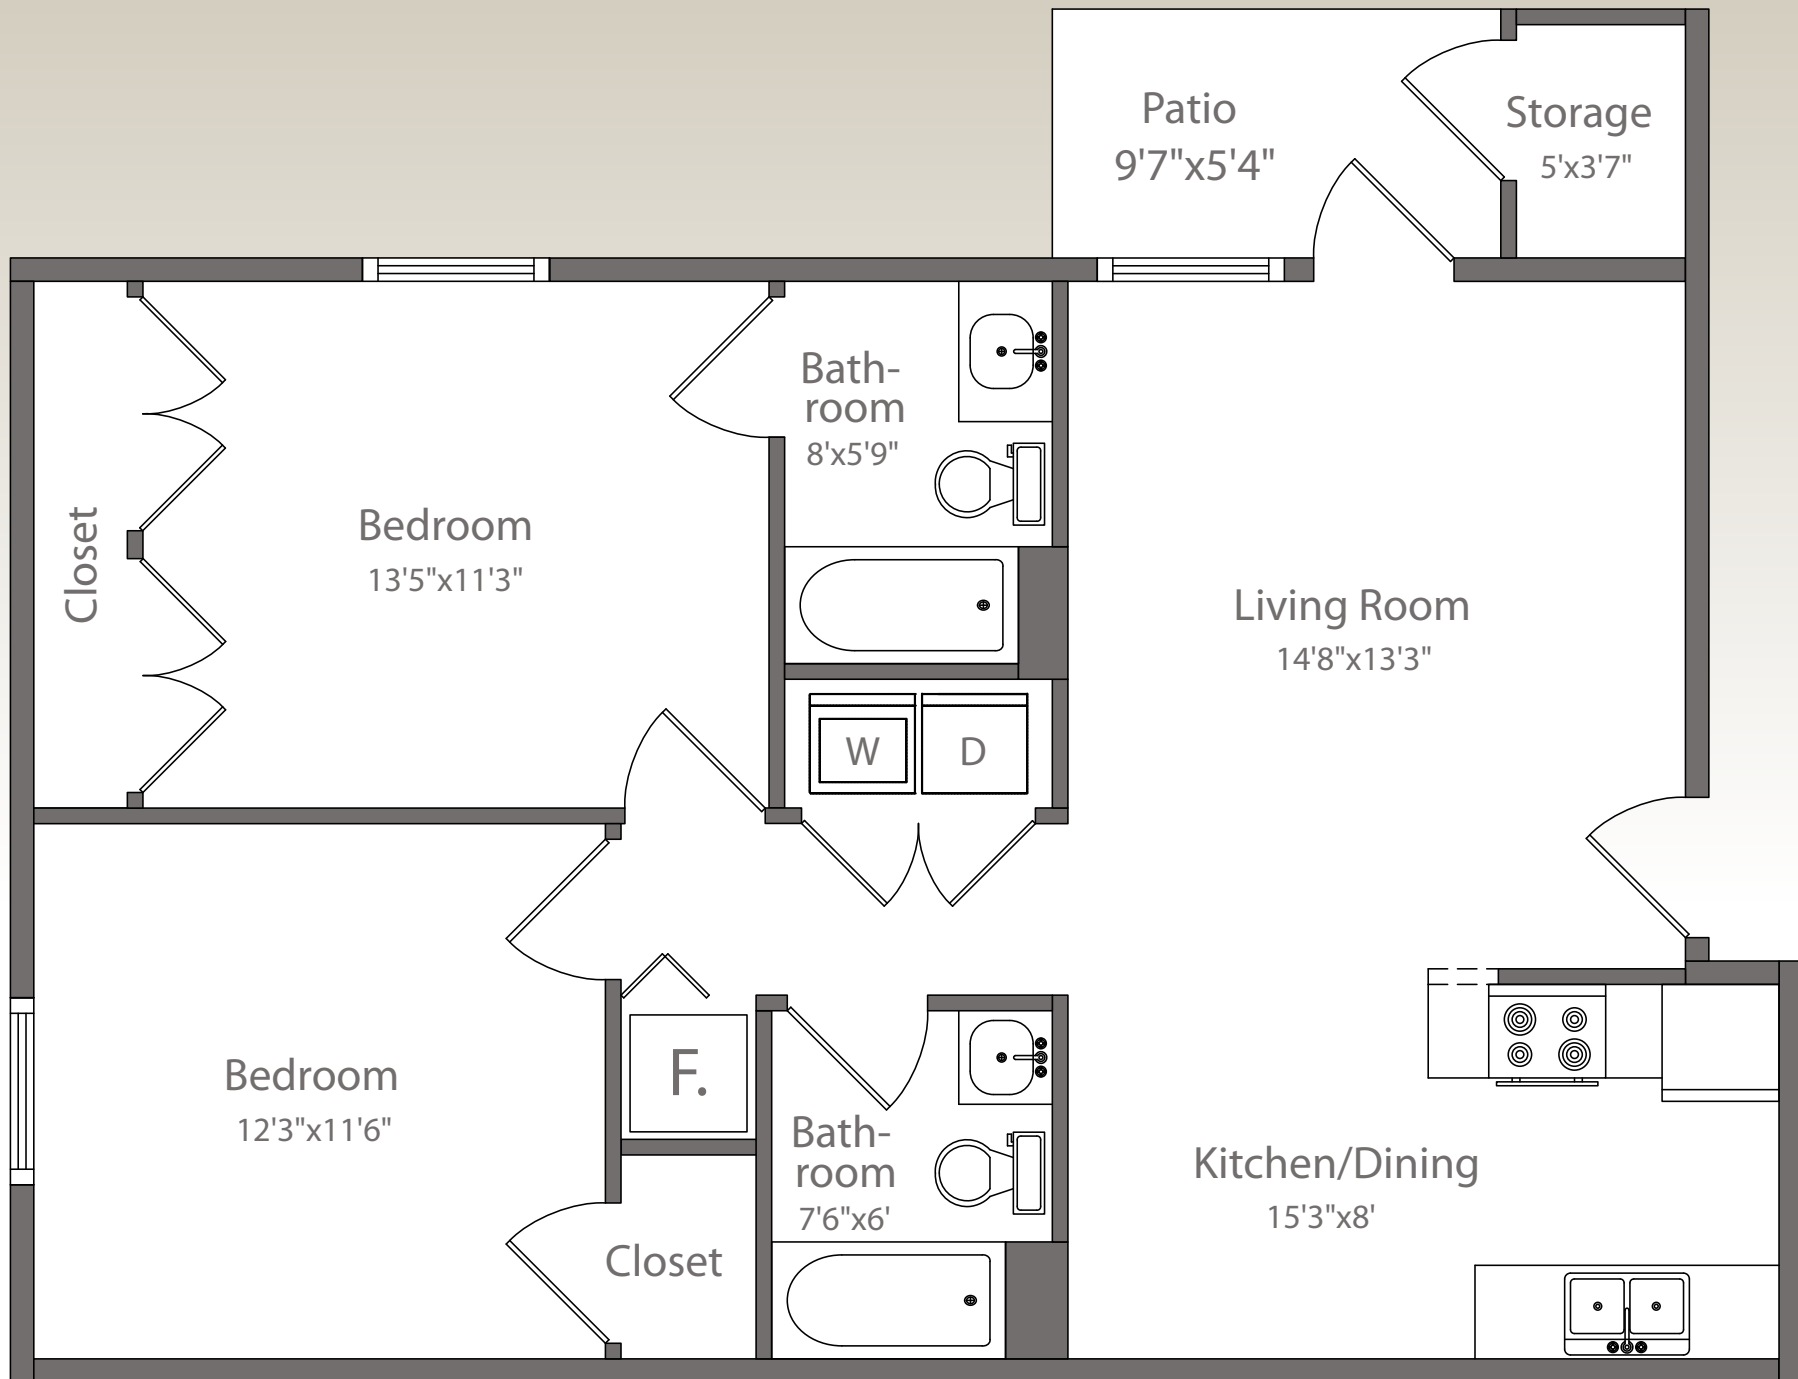 Patio
9'7"x5'4"
Storage
5'x3'7"
Bath-
room
8'x5'9"
Closet
Bedroom
13'5"x11'3"
Living Room
14'8"x13'3"
W
D
Bedroom
12'3"x11'6"
F.
Bath-
room
7'6"x6'
Closet
Kitchen/Dining
15'3"x8'